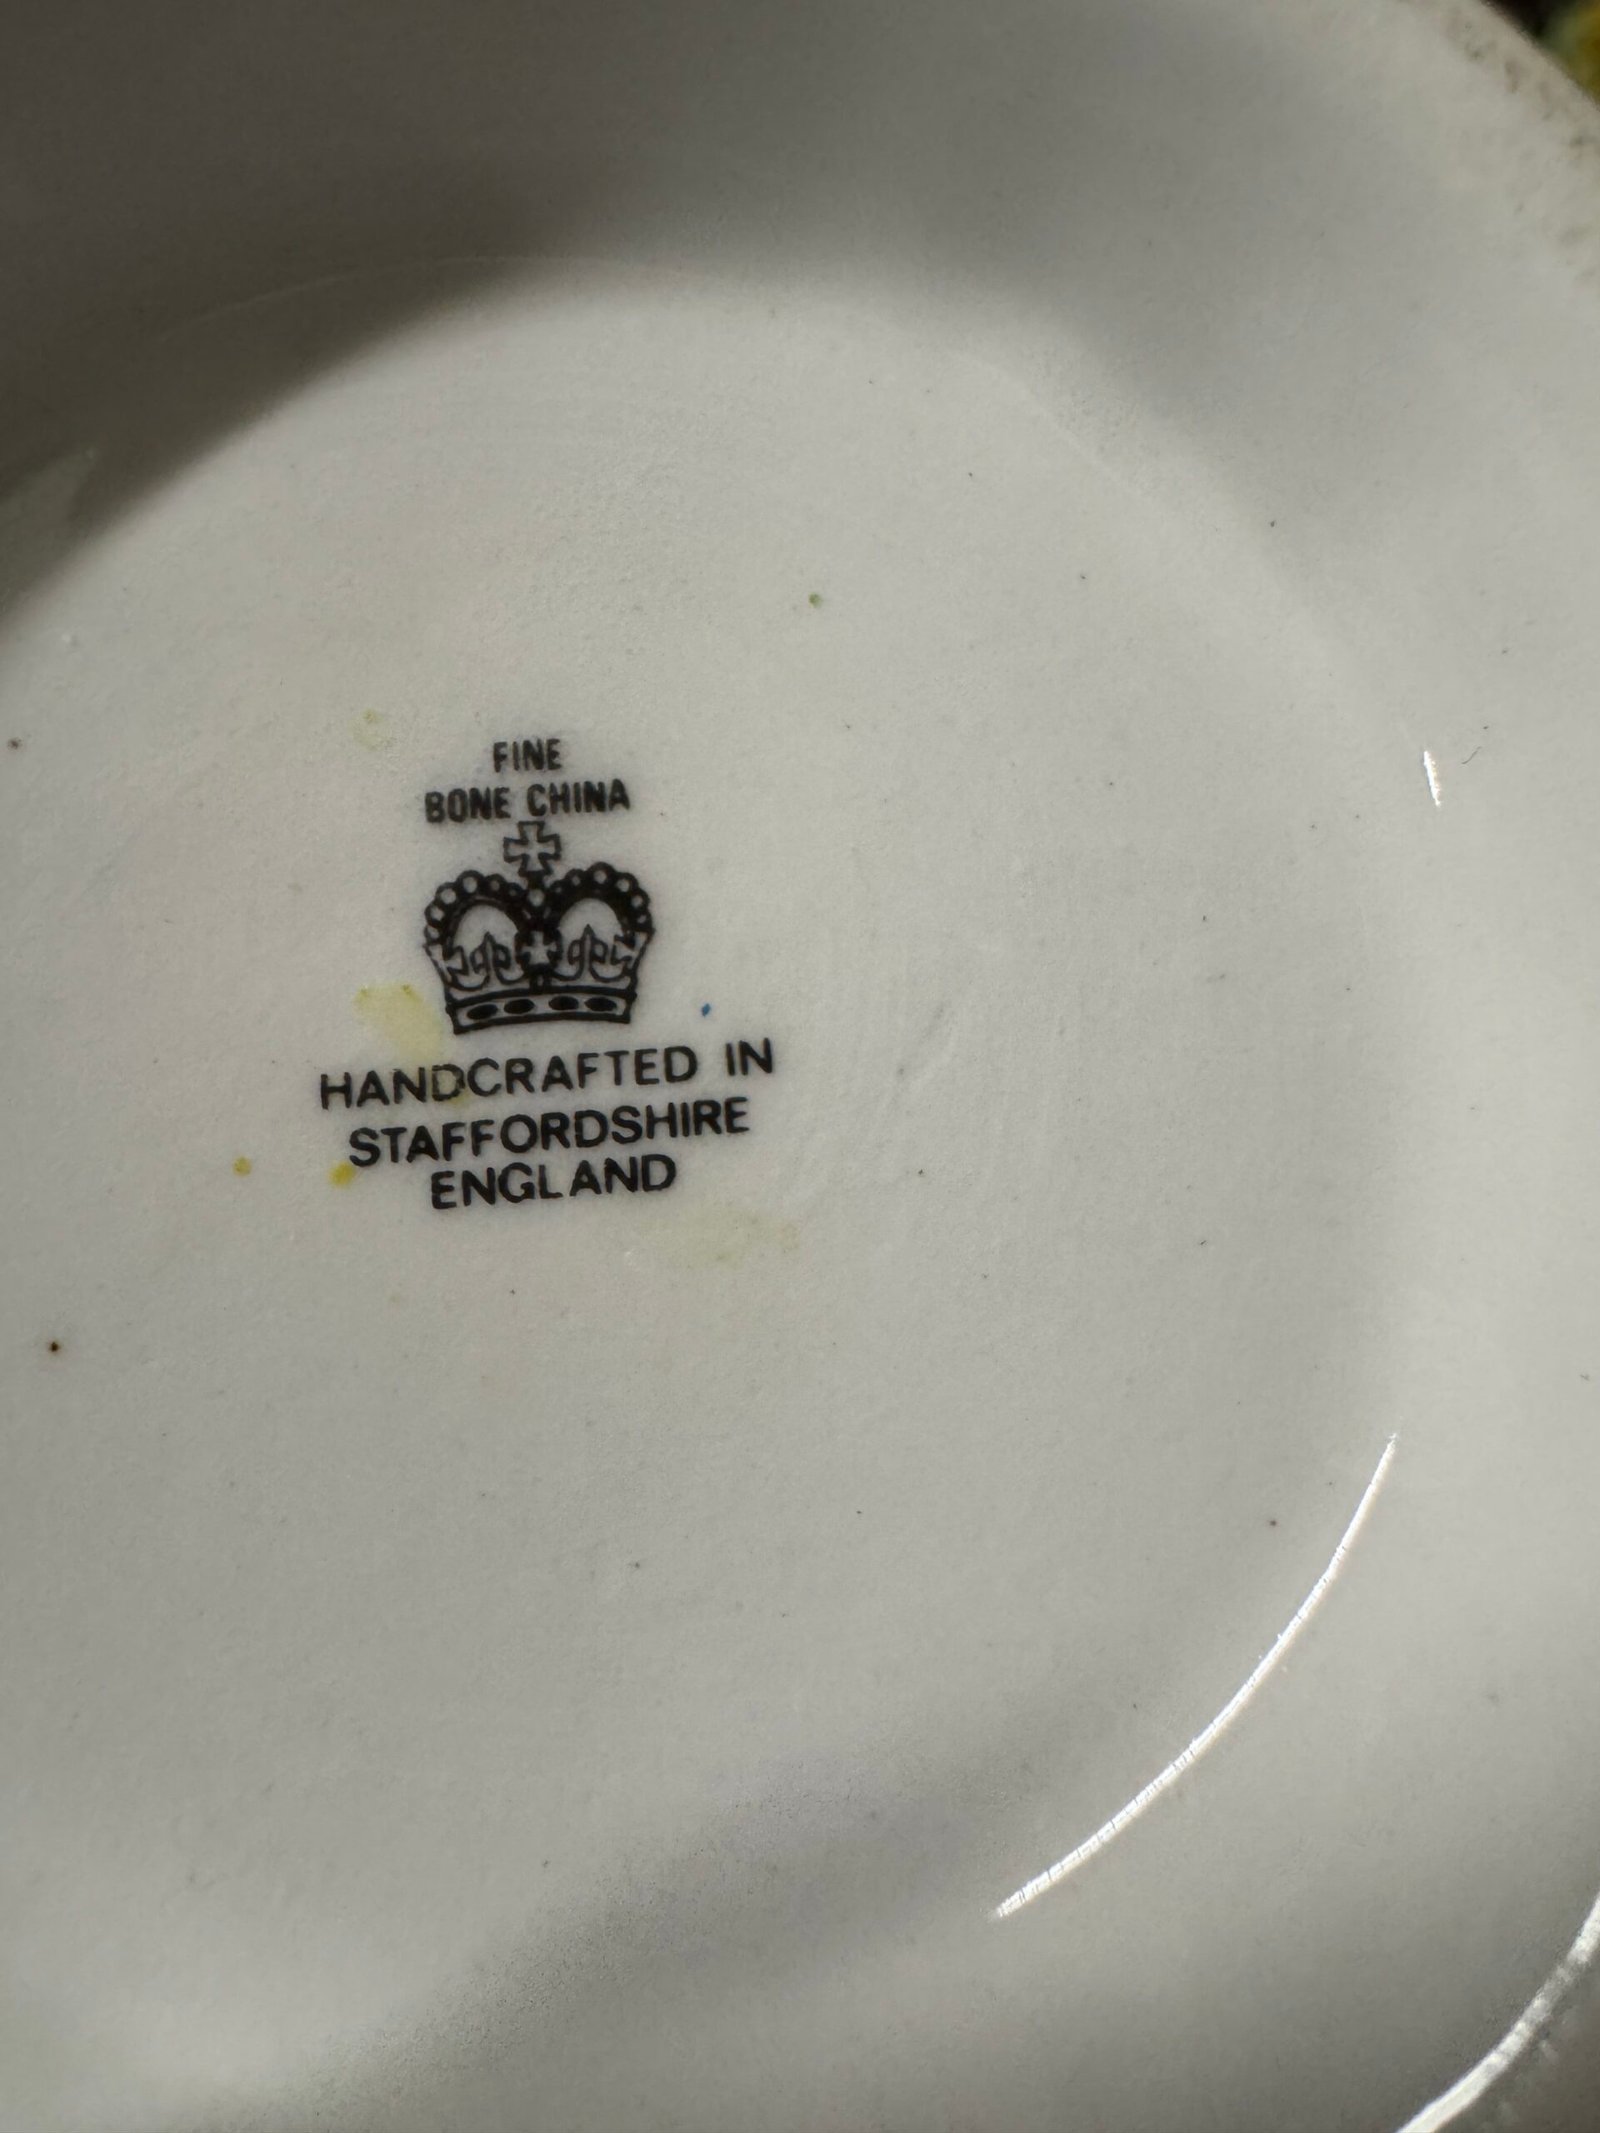 FINE
BONE CHINA
HANDCRAFTED IN
STAFFORDSHIRE
ENGLAND